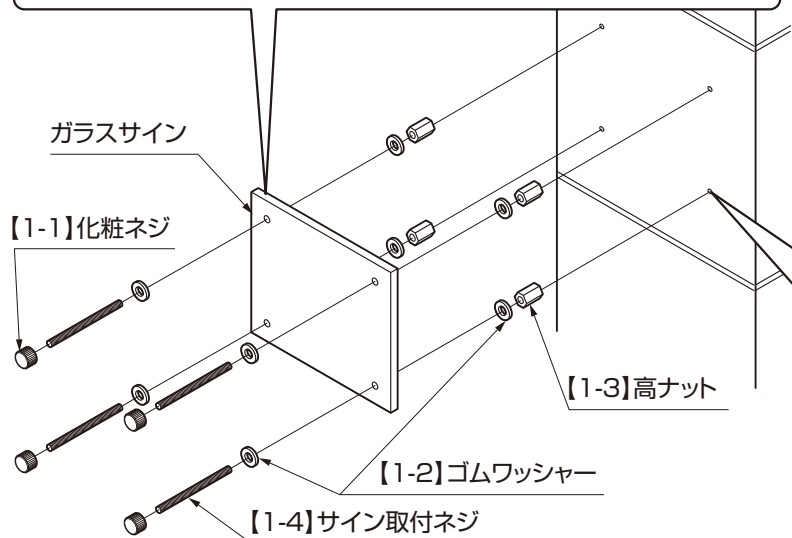 ガラスサイン
【1-1】化粧ネジ
【1-3】高ナット
【1-2】ゴムワッシャー
【1-4】サイン取付ネジ